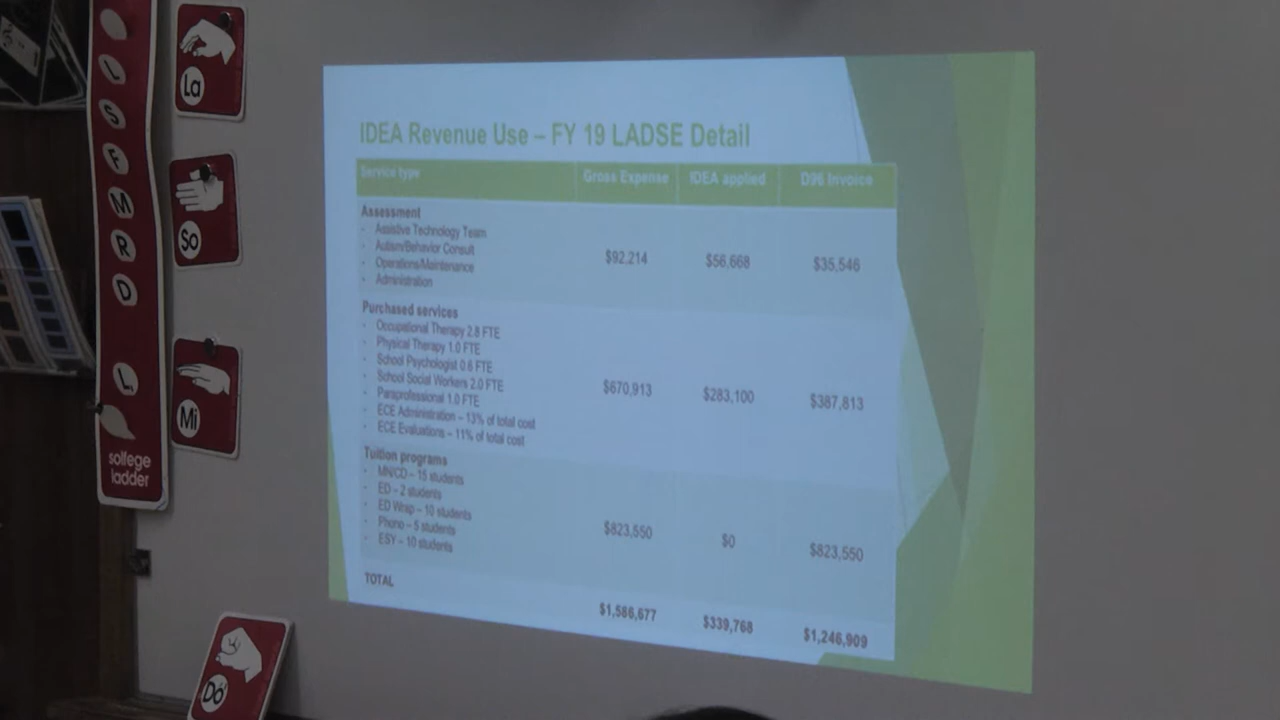 La
So
Mi
Do
L
S
F
M
R
D
L
solfege
ladder
IDEA Revenue Use – FY 19 LADSE Detail
Service type Gross Expense IDEA applied D96 Invoice
Assessment
Assistive Technology Team
Autism/Behavior Consult
Operations/Maintenance
Administration
$92,214 $56,668 $35,546
Purchased services
Occupational Therapy 2.8 FTE
Physical Therapy 1.0 FTE
School Psychologist 0.6 FTE
School Social Workers 2.0 FTE
Paraprofessional 1.0 FTE
ECE Administration – 13% of total cost
ECE Evaluations – 11% of total cost
$670,913 $283,100 $387,813
Tuition programs
MN/CD – 15 students
ED – 2 students
ED Wrap – 10 students
Phono – 5 students
ESY – 10 students
$823,550 $0 $823,550
TOTAL
$1,586,677 $339,768 $1,246,909